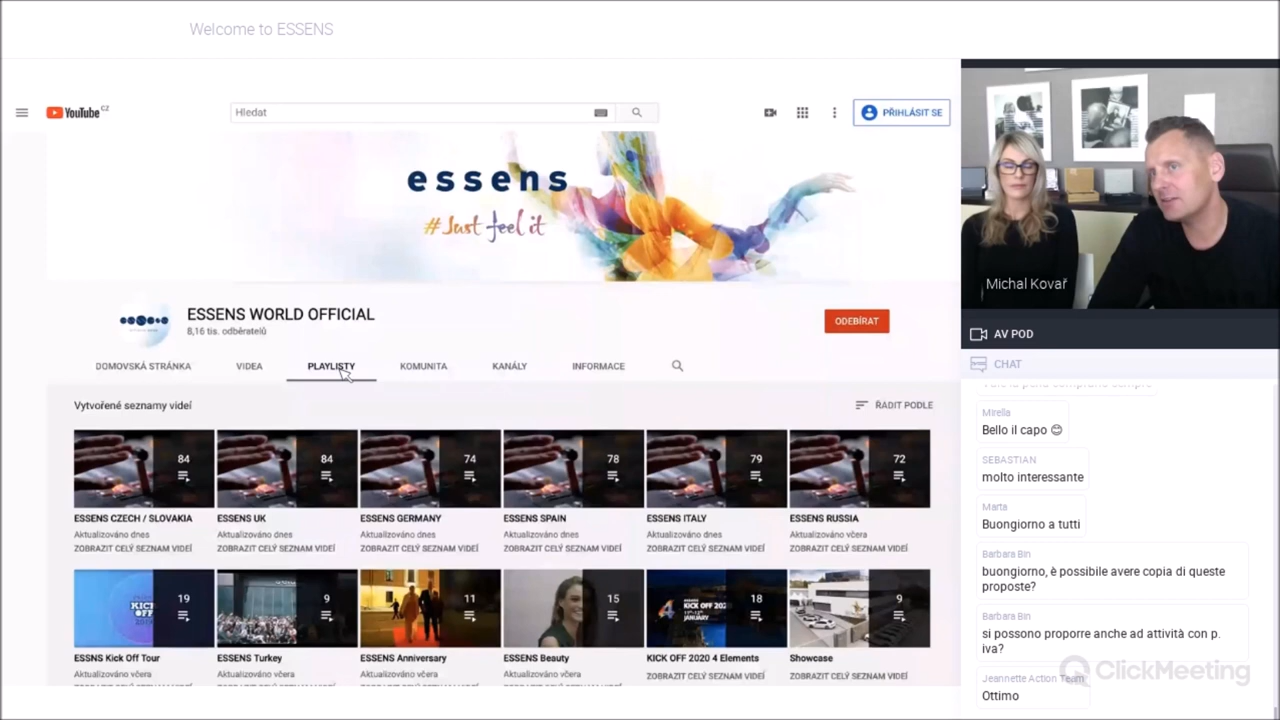 Welcome to ESSENS
YouTube CZ
Hledat
PŘIHLÁSIT SE
essens
#Just feel it
ESSENS WORLD OFFICIAL
8,16 tis. odběratelů
ODEBÍRAT
DOMOVSKÁ STRÁNKA
VIDEA
PLAYLISTY
KOMUNITA
KANÁLY
INFORMACE
Vytvořené seznamy videí
ŘADIT PODLE
84
84
74
78
79
72
ESSENS CZECH / SLOVAKIA
ESSENS UK
ESSENS GERMANY
ESSENS SPAIN
ESSENS ITALY
ESSENS RUSSIA
Aktualizováno dnes
Aktualizováno dnes
Aktualizováno dnes
Aktualizováno dnes
Aktualizováno dnes
Aktualizováno včera
ZOBRAZIT CELÝ SEZNAM VIDEÍ
ZOBRAZIT CELÝ SEZNAM VIDEÍ
ZOBRAZIT CELÝ SEZNAM VIDEÍ
ZOBRAZIT CELÝ SEZNAM VIDEÍ
ZOBRAZIT CELÝ SEZNAM VIDEÍ
ZOBRAZIT CELÝ SEZNAM VIDEÍ
19
9
11
15
18
9
KICK OFF 202
JANUARY
ESSNS Kick Off Tour
ESSENS Turkey
ESSENS Anniversary
ESSENS Beauty
KICK OFF 2020 4 Elements
Showcase
Aktualizováno včera
Aktualizováno včera
Aktualizováno včera
Aktualizováno včera
ZOBRAZIT CELÝ SEZNAM VIDEÍ
ZOBRAZIT CELÝ SEZNAM VIDEÍ
Michal Kovař
AV POD
CHAT
Mirella
Bello il capo 😊
SEBASTIAN
molto interessante
Marta
Buongiorno a tutti
Barbara Bin
buongiorno, è possibile avere copia di queste
proposte?
Barbara Bin
si possono proporre anche ad attività con p.
iva?
Jeannette Action Team
Ottimo
ClickMeeting